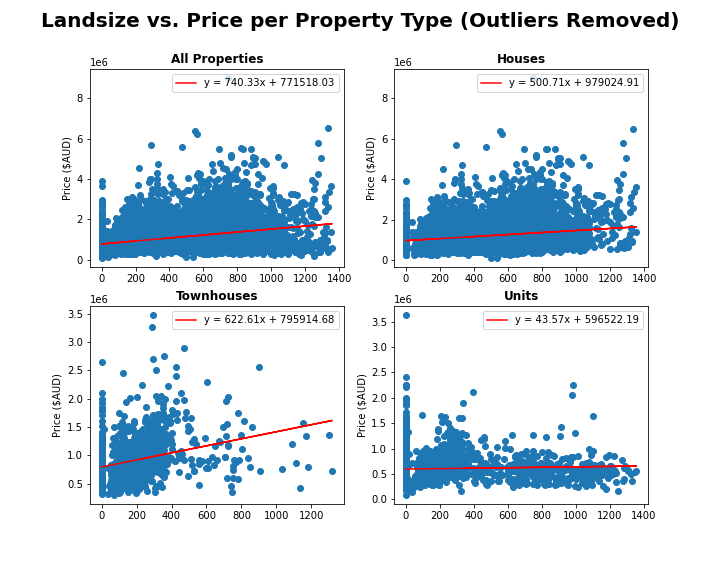 Landsize vs. Price per Property Type (Outliers Removed)
All Properties
1e6
y = 740.33x + 771518.03
Price ($AUD)
8
6
4
2
0
0 200 400 600 800 1000 1200 1400
Houses
1e6
y = 500.71x + 979024.91
Price ($AUD)
8
6
4
2
0
0 200 400 600 800 1000 1200 1400
Townhouses
1e6
y = 622.61x + 795914.68
Price ($AUD)
3.5
3.0
2.5
2.0
1.5
1.0
0.5
0 200 400 600 800 1000 1200
Units
1e6
y = 43.57x + 596522.19
Price ($AUD)
3.5
3.0
2.5
2.0
1.5
1.0
0.5
0.0
0 200 400 600 800 1000 1200 1400